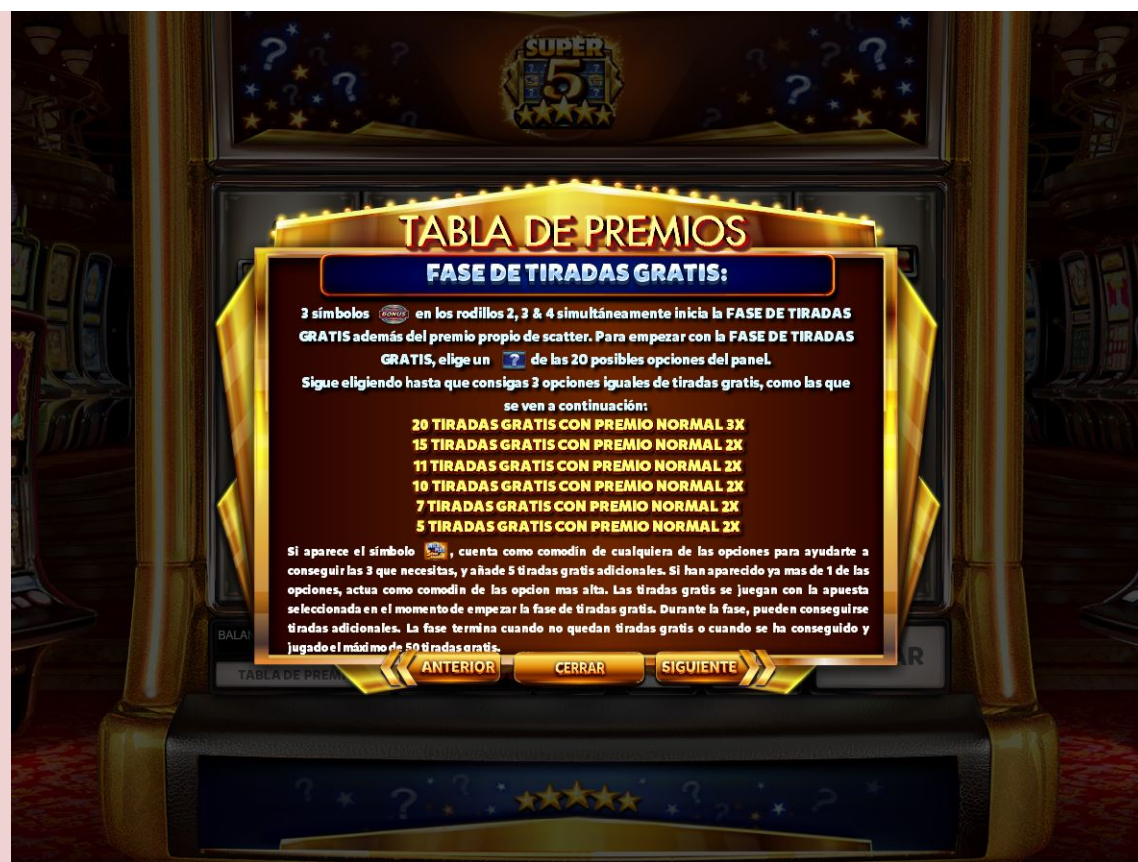 SUPER
5
TABLA DE PREMIOS
FASE DE TIRADAS GRATIS:
3 símbolos BONUS en los rodillos 2, 3 & 4 simultáneamente inicia la FASE DE TIRADAS
GRATIS además del premio propio de scatter. Para empezar con la FASE DE TIRADAS
GRATIS, elige un ? de las 20 posibles opciones del panel.
Sigue eligiendo hasta que consigas 3 opciones iguales de tiradas gratis, como las que
se ven a continuación:
20 TIRADAS GRATIS CON PREMIO NORMAL 3X
15 TIRADAS GRATIS CON PREMIO NORMAL 2X
11 TIRADAS GRATIS CON PREMIO NORMAL 2X
10 TIRADAS GRATIS CON PREMIO NORMAL 2X
7 TIRADAS GRATIS CON PREMIO NORMAL 2X
5 TIRADAS GRATIS CON PREMIO NORMAL 2X
Si aparece el símbolo , cuenta como comodín de cualquiera de las opciones para ayudarte a
conseguir las 3 que necesitas, y añade 5 tiradas gratis adicionales. Si han aparecido ya mas de 1 de las
opciones, actua como comodin de las opcion mas alta. Las tiradas gratis se juegan con la apuesta
seleccionada en el momento de empezar la fase de tiradas gratis. Durante la fase, pueden conseguirse
tiradas adicionales. La fase termina cuando no quedan tiradas gratis o cuando se ha conseguido y
jugado el máximo de 50 tiradas gratis.
ANTERIOR CERRAR SIGUIENTE
TABLA DE PREM